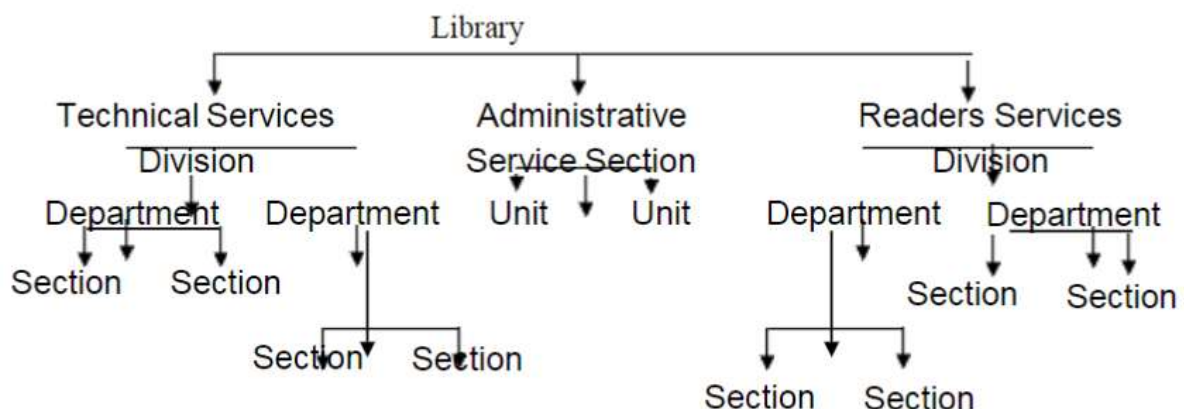 Library
Technical Services Administrative Readers Services
Division Service Section Division
Department Department Unit Unit Department Department
Section Section Section Section
Section Section
Section Section